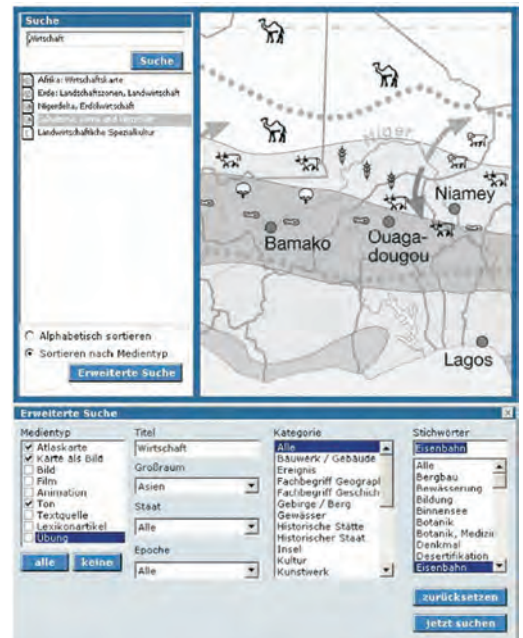 Suche
Wirtschaft
Suche
Afrika: Wirtschaftskarte
Erde: Landschaftszonen, Landwirtschaft
Nigerdelta, Erdölwirtschaft
Landwirtschaftliche Spezialkultur
Alphabetisch sortieren
Sortieren nach Medientyp
Erweiterte Suche
Niger
Niamey
Bamako
Ouaga-
dougou
Lagos
Erweiterte Suche
Medientyp
Atlaskarte
Karte als Bild
Bild
Film
Animation
Ton
Textquelle
Lexikonartikel
Übung
alle
keine
Titel
Wirtschaft
Großraum
Asien
Staat
Alle
Epoche
Alle
Kategorie
Alle
Bauwerk / Gebäude
Ereignis
Fachbegriff Geograpl
Fachbegriff Geschich
Gebirge / Berg
Gewässer
Historische Stätte
Historischer Staat
Insel
Kultur
Kunstwerk
Stichwörter
Eisenbahn
Alle
Bergbau
Bewässerung
Bildung
Binnensee
Botanik
Botanik, Medizin
Denkmal
Desertifikation
Eisenbahn
zurücksetzen
jetzt suchen